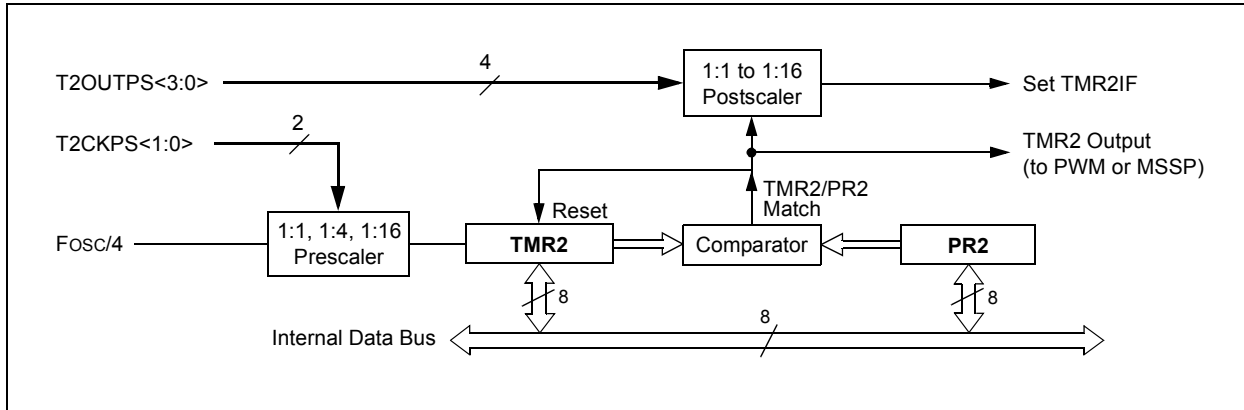 4
1:1 to 1:16
Postscaler
T2OUTPS<3:0>
Set TMR2IF
2
T2CKPS<1:0>
TMR2 Output
(to PWM or MSSP)
TMR2/PR2
Match
Reset
1:1, 1:4, 1:16
Prescaler
FOSC/4
TMR2
Comparator
PR2
8
8
8
Internal Data Bus